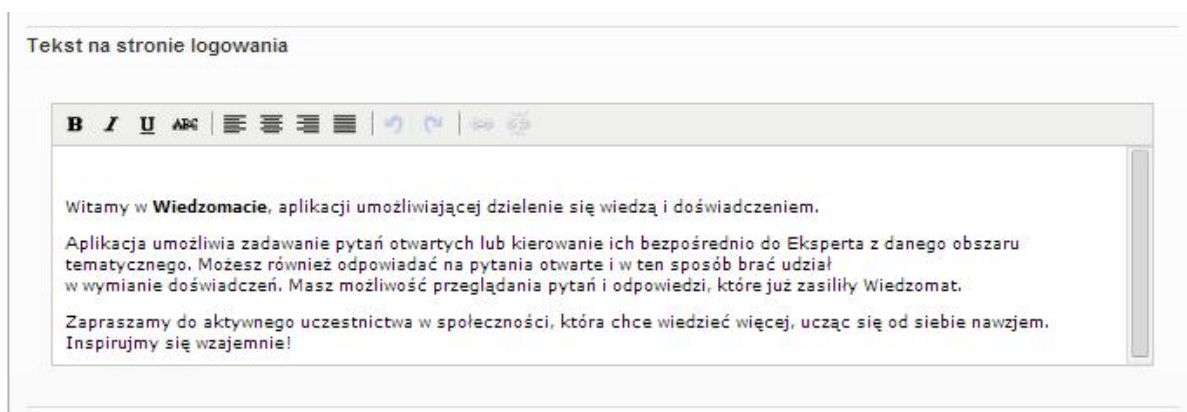 Tekst na stronie logowania
B I U ABC
Witamy w Wiedzomacie, aplikacji umożliwiającej dzielenie się wiedzą i doświadczeniem.
Aplikacja umożliwia zadawanie pytań otwartych lub kierowanie ich bezpośrednio do Eksperta z danego obszaru
tematycznego. Możesz również odpowiadać na pytania otwarte i w ten sposób brać udział
w wymianie doświadczeń. Masz możliwość przeglądania pytań i odpowiedzi, które już zasiliły Wiedzomat.
Zapraszamy do aktywnego uczestnictwa w społeczności, która chce wiedzieć więcej, ucząc się od siebie nawzjem.
Inspirujmy się wzajemnie!